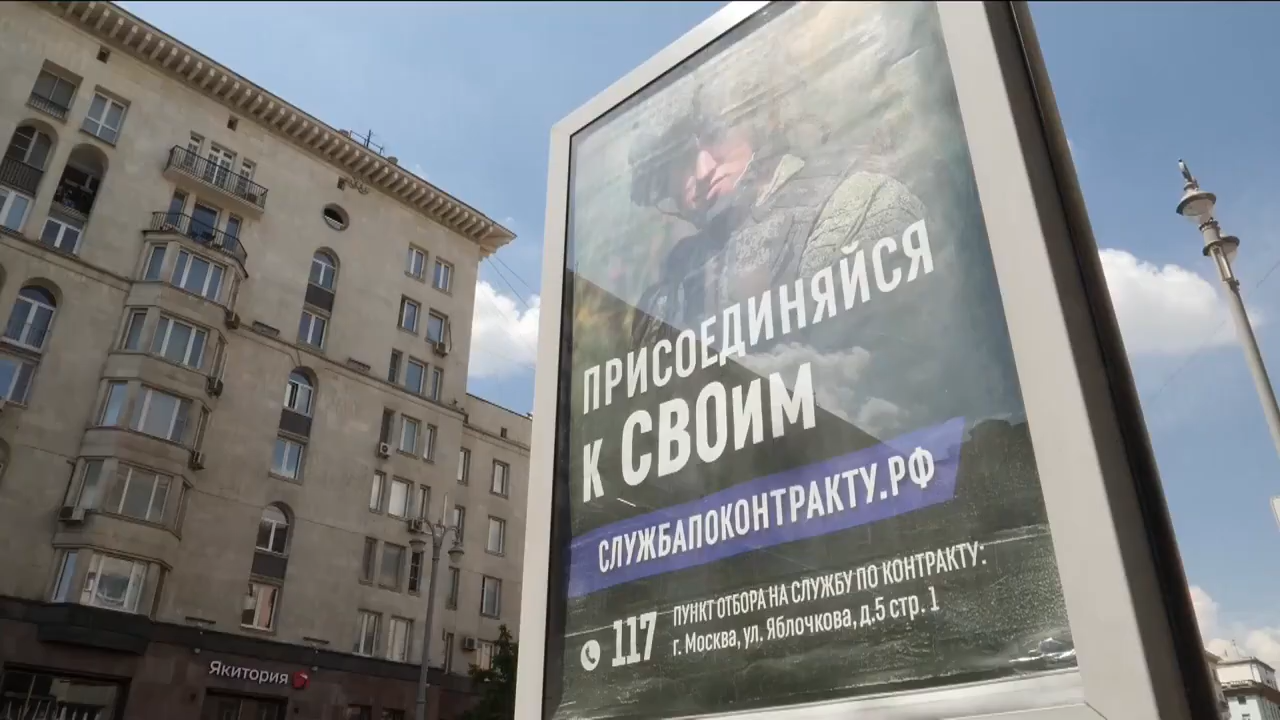 ПРИСОЕДИНЯЙСЯ
К СВОИМ
СЛУЖБАПОКОНТРАКТУ.РФ
117
ПУНКТ ОТБОРА НА СЛУЖБУ ПО КОНТРАКТУ:
г. Москва, ул. Яблочкова, д.5 стр. 1
Якитория